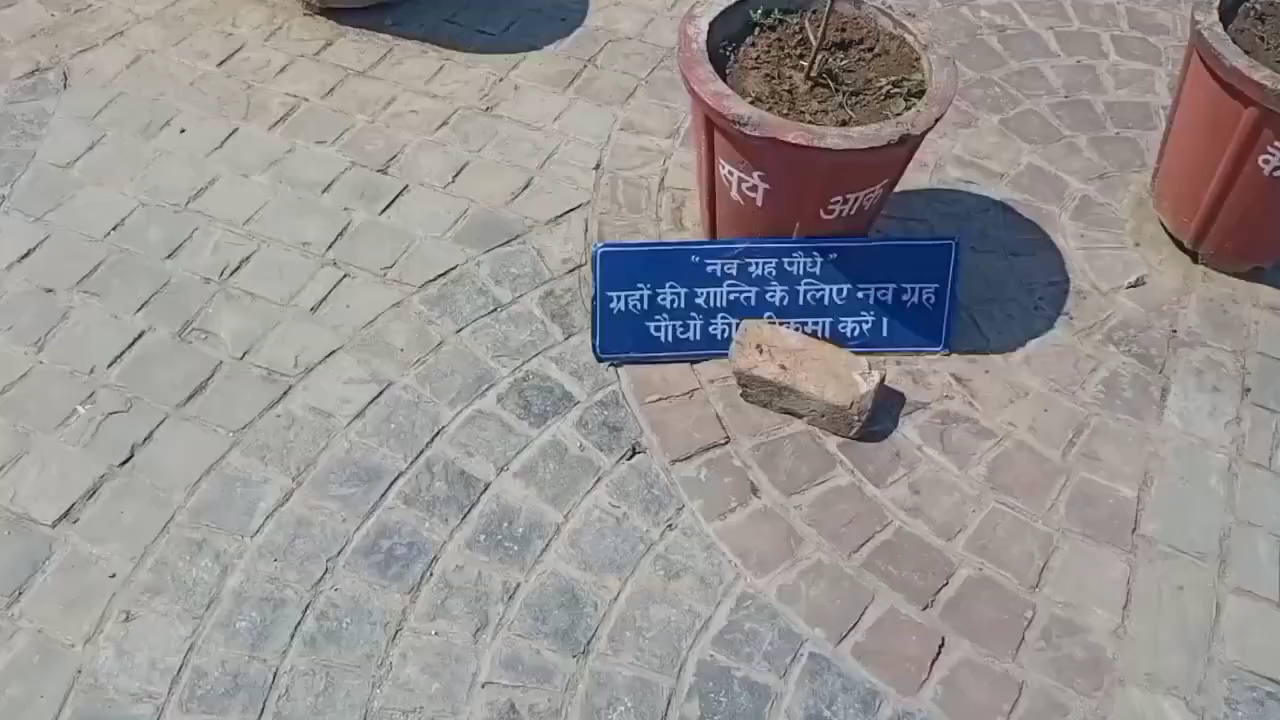 सूर्य
आक
"नव ग्रह पौधे"
ग्रहों की शान्ति के लिए नव ग्रह
पौधों की करें।